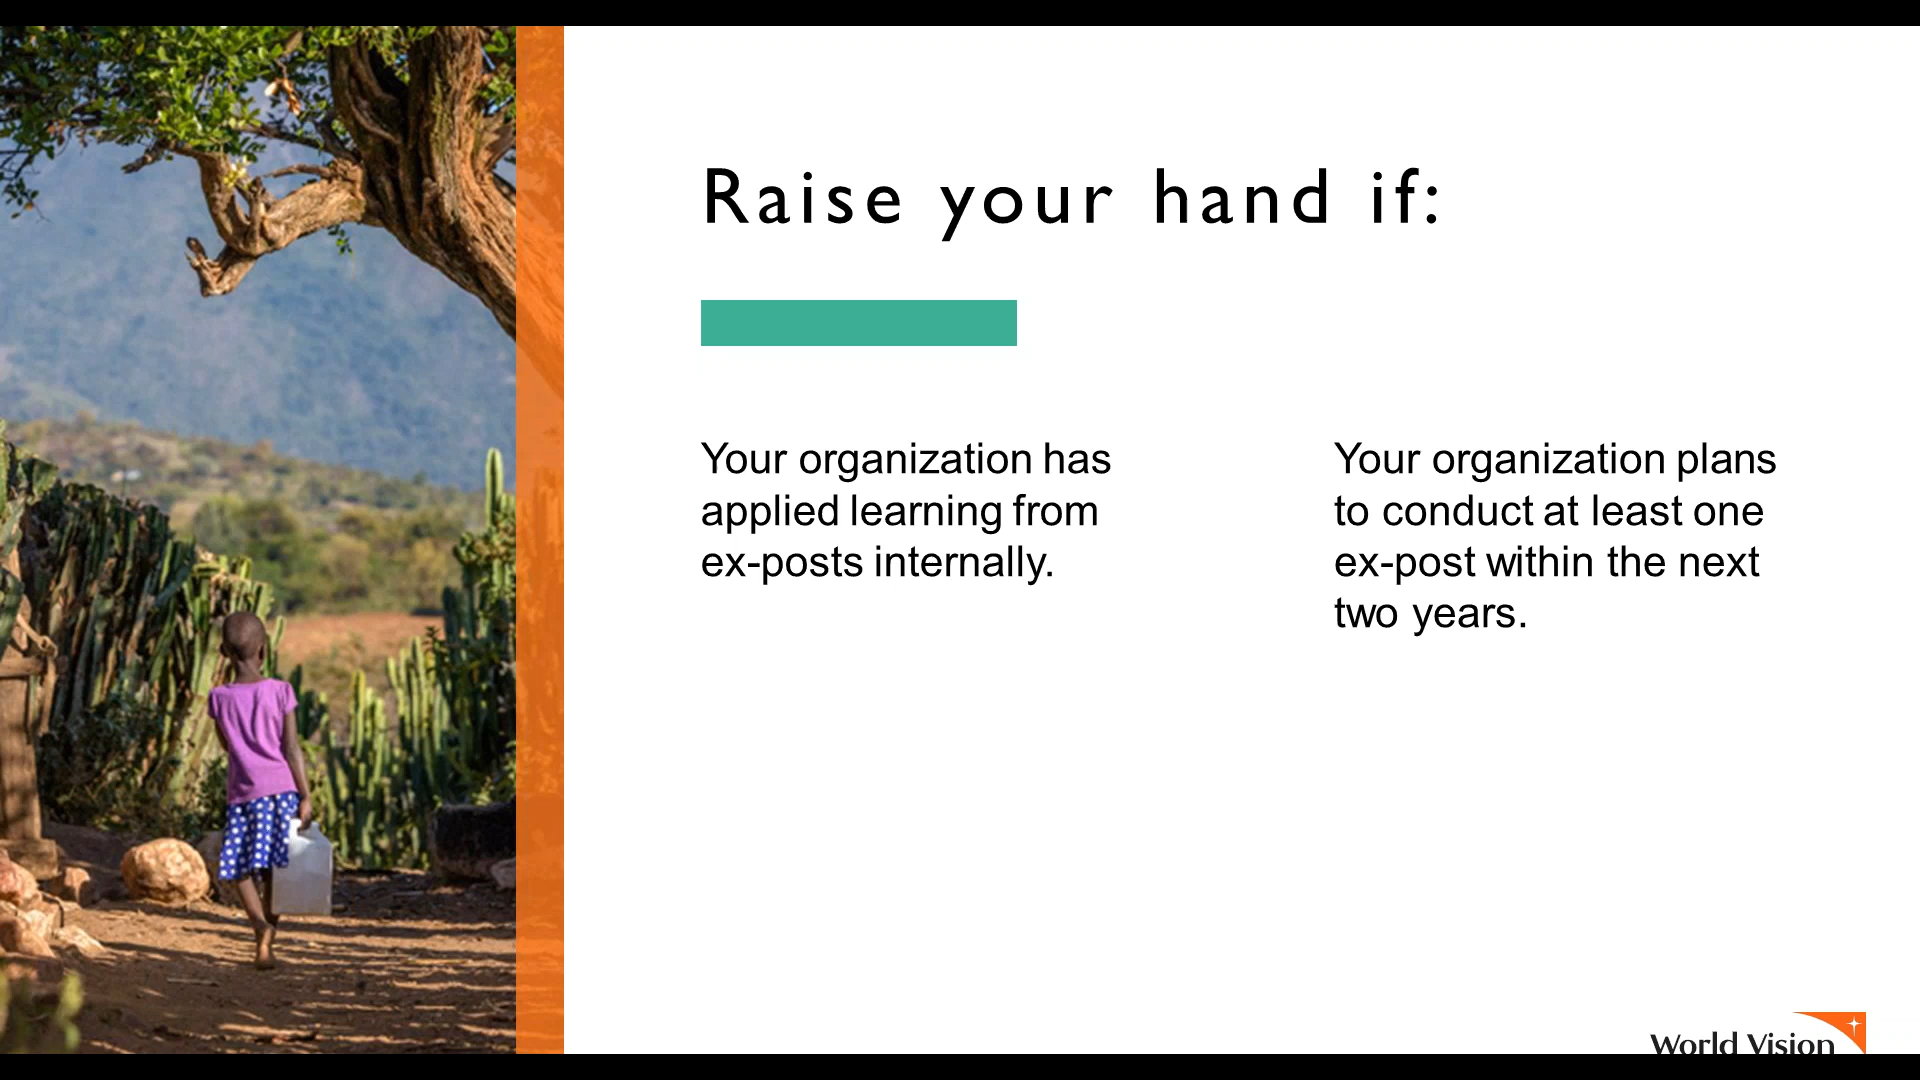 Raise your hand if:
Your organization has
applied learning from
ex-posts internally.
Your organization plans
to conduct at least one
ex-post within the next
two years.
World Vision